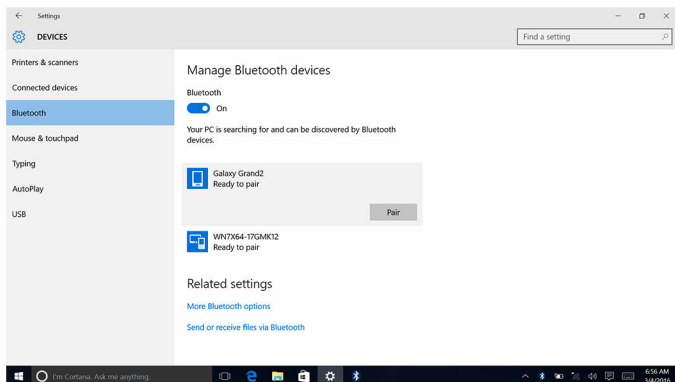 Settings
DEVICES
Find a setting
Printers & scanners
Connected devices
Bluetooth
Mouse & touchpad
Typing
AutoPlay
USB
Manage Bluetooth devices
Bluetooth
On
Your PC is searching for and can be discovered by Bluetooth
devices.
Galaxy Grand2
Ready to pair
Pair
WN7X64-17GMK12
Ready to pair
Related settings
More Bluetooth options
Send or receive files via Bluetooth
I'm Cortana. Ask me anything.
6:56 AM
3/4/2016